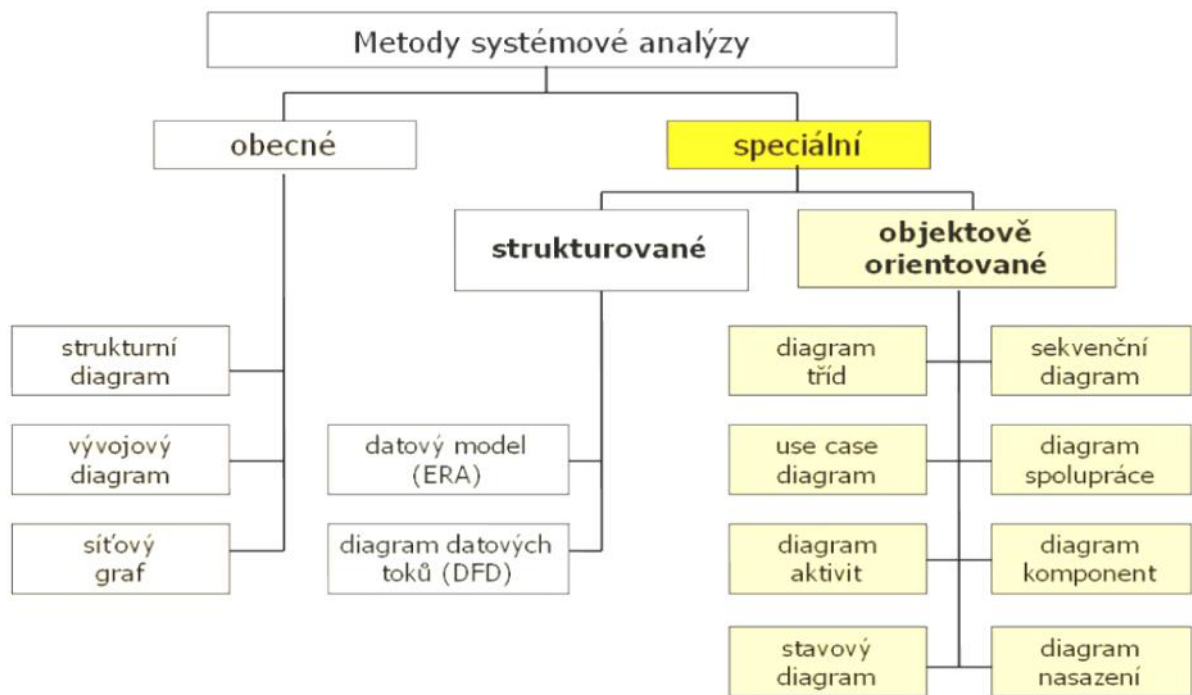 Metody systémové analýzy
obecné
speciální
strukturované
objektově
orientované
strukturní
diagram
vývojový
diagram
síťový
graf
datový model
(ERA)
diagram datových
toků (DFD)
diagram
tříd
sekvenční
diagram
use case
diagram
diagram
spolupráce
diagram
aktivit
diagram
komponent
stavový
diagram
diagram
nasazení